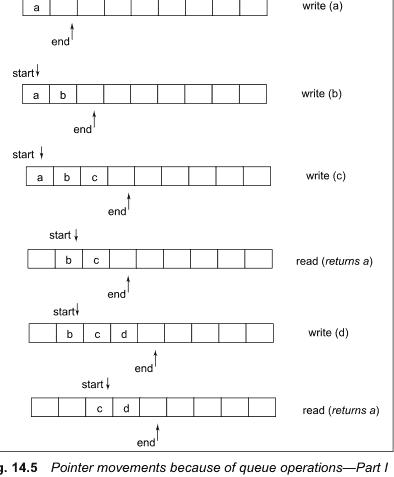 a write (a)
end
start
a b write (b)
end
start
a b c write (c)
end
start
b c read (returns a)
end
start
b c d write (d)
end
start
c d read (returns a)
end
g. 14.5 Pointer movements because of queue operations—Part I